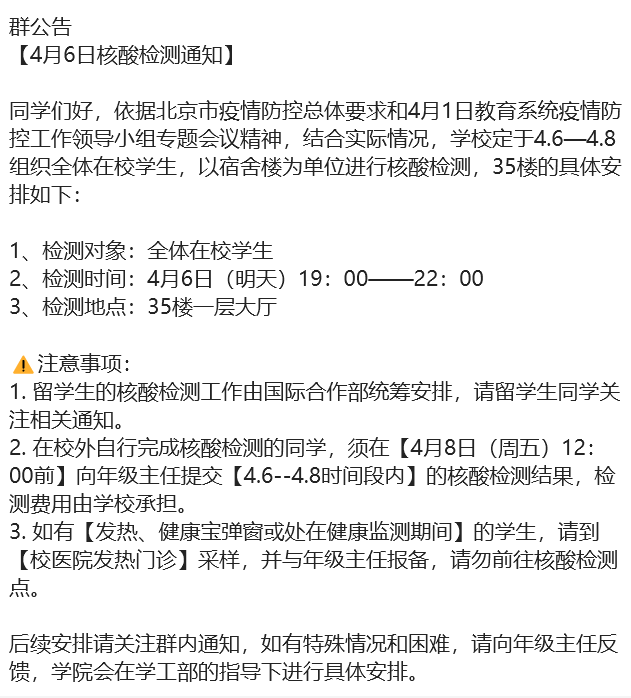 群公告
【4月6日核酸检测通知】
同学们好，依据北京市疫情防控总体要求和4月1日教育系统疫情防
控工作领导小组专题会议精神，结合实际情况，学校定于4.6—4.8
组织全体在校学生，以宿舍楼为单位进行核酸检测，35楼的具体安
排如下：
1、检测对象：全体在校学生
2、检测时间：4月6日（明天）19：00——22：00
3、检测地点：35楼一层大厅
⚠️注意事项：
1. 留学生的核酸检测工作由国际合作部统筹安排，请留学生同学关
注相关通知。
2. 在校外自行完成核酸检测的同学，须在【4月8日（周五）12：
00前】向年级主任提交【4.6--4.8时间段内】的核酸检测结果，检
测费用由学校承担。
3. 如有【发热、健康宝弹窗或处在健康监测期间】的学生，请到
【校医院发热门诊】采样，并与年级主任报备，请勿前往核酸检测
点。
后续安排请关注群内通知，如有特殊情况和困难，请向年级主任反
馈，学院会在学工部的指导下进行具体安排。